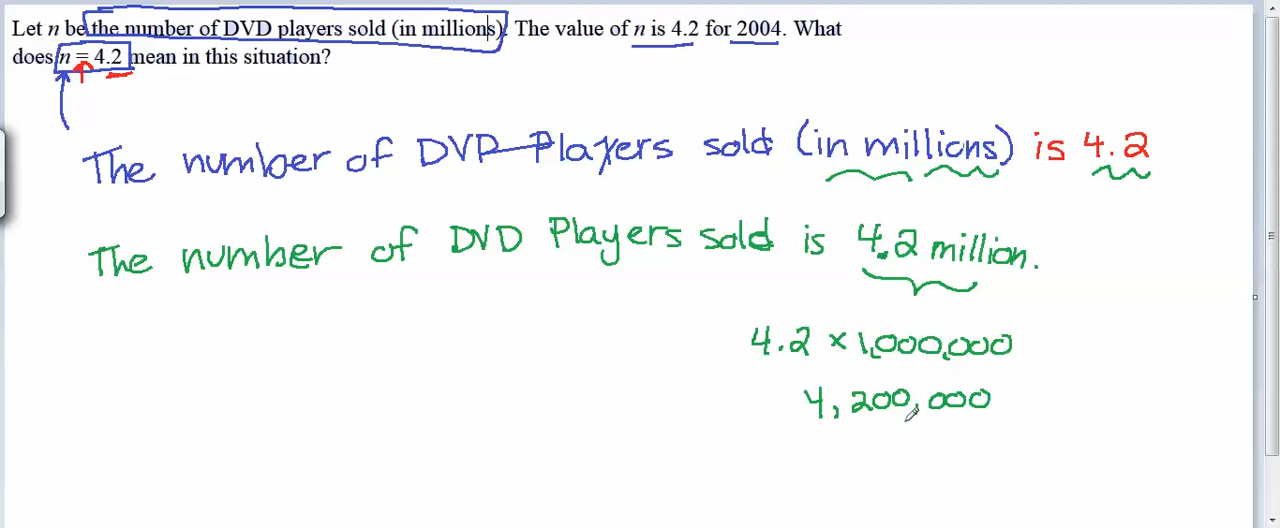 Let n be the number of DVD players sold (in millions). The value of n is 4.2 for 2004. What
does n = 4.2 mean in this situation?
The number of DVD Players sold (in millions) is 4.2
The number of DVD Players sold is 4.2 million.
4.2 × 1,000,000
4,200,000